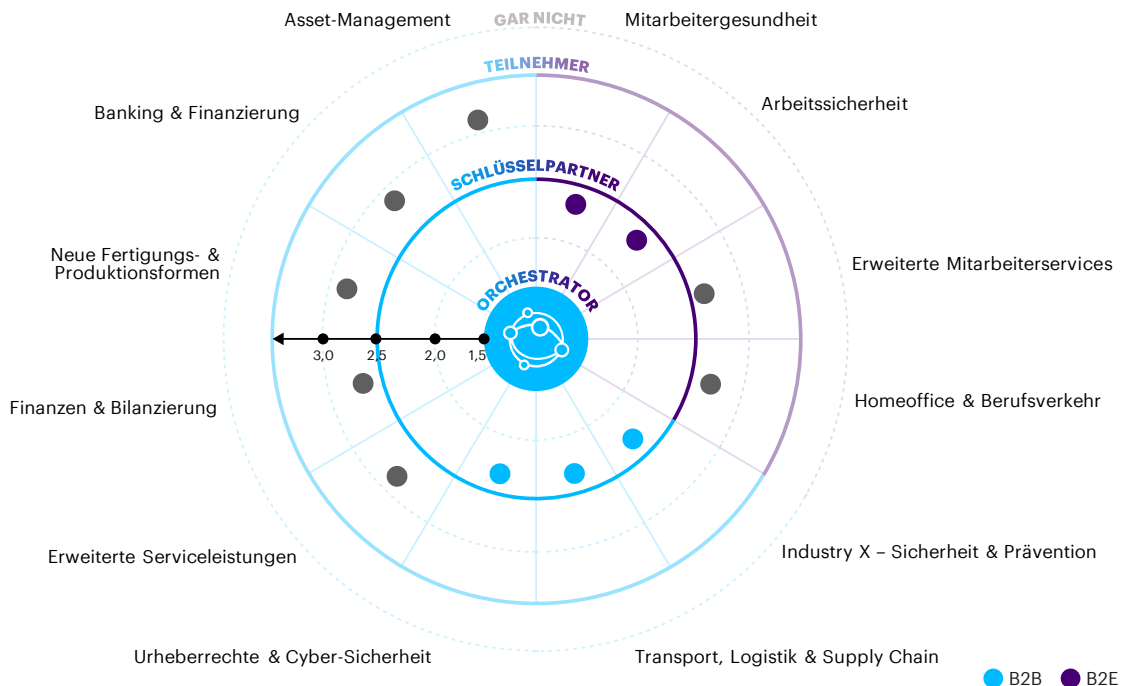 GAR NICHT
Asset-Management
Mitarbeitergesundheit
TEILNEHMER
Banking & Finanzierung
Arbeitssicherheit
SCHLÜSSELPARTNER
Neue Fertigungs- &
Produktionsformen
Erweiterte Mitarbeiterservices
ORCHESTRATOR
3,0
2,5
2,0
1,5
Finanzen & Bilanzierung
Homeoffice & Berufsverkehr
Erweiterte Serviceleistungen
Industry X – Sicherheit & Prävention
Urheberrechte & Cyber-Sicherheit
Transport, Logistik & Supply Chain
B2B
B2E